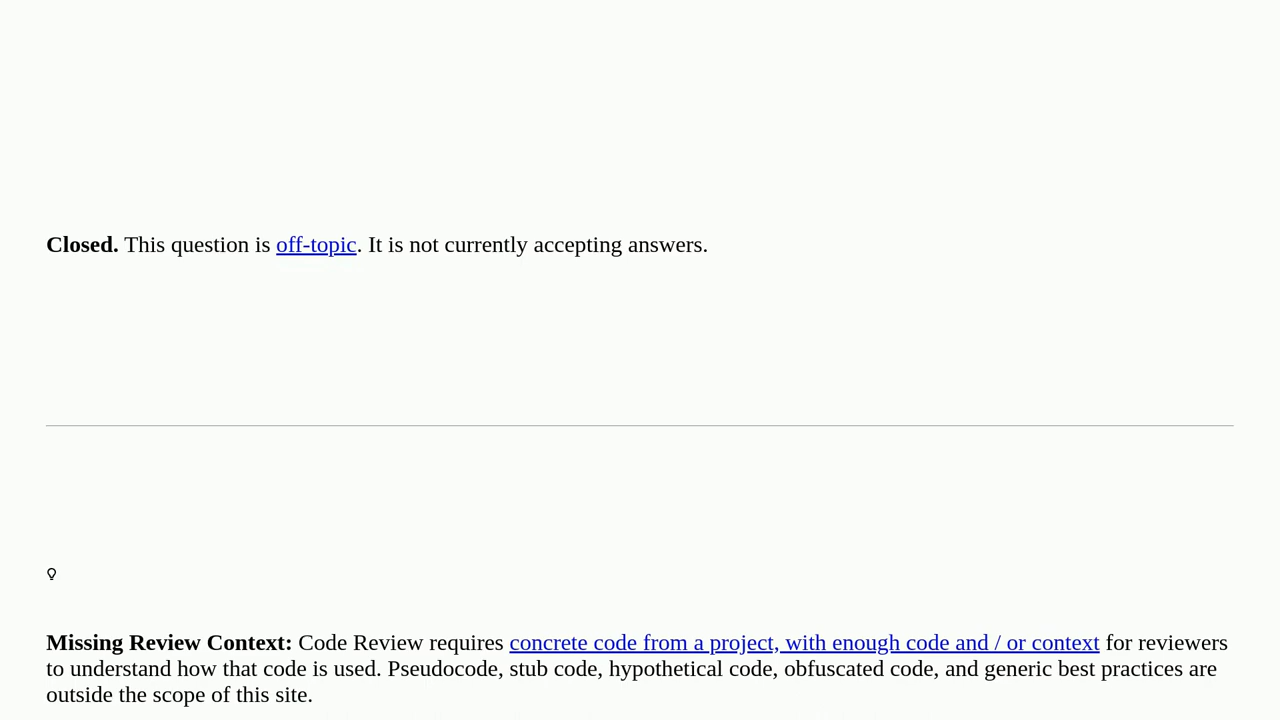 Closed. This question is off-topic. It is not currently accepting answers.
Missing Review Context: Code Review requires concrete code from a project, with enough code and / or context for reviewers
to understand how that code is used. Pseudocode, stub code, hypothetical code, obfuscated code, and generic best practices are
outside the scope of this site.